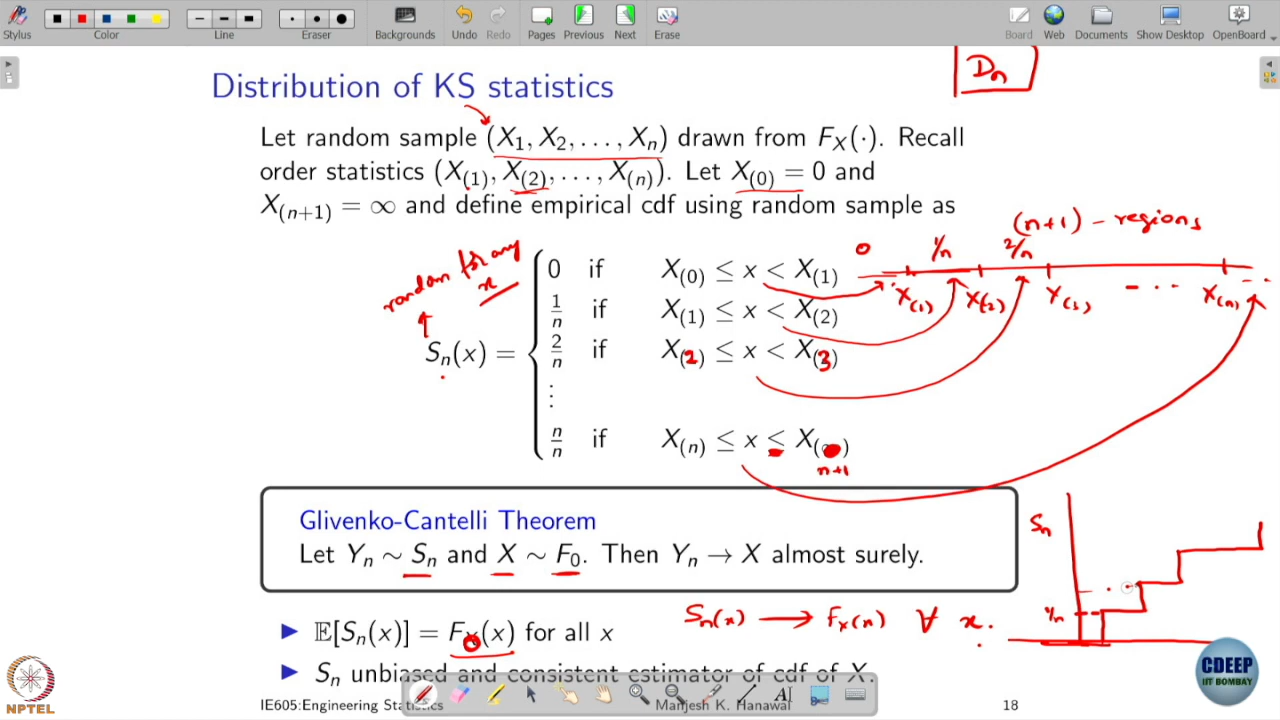 Stylus Color Line Eraser Backgrounds Undo Redo Pages Previous Next Erase Board Web Documents Show Desktop OpenBoard
Dn
Distribution of KS statistics
Let random sample (X₁, X₂, . . . , Xₙ) drawn from F_X(·). Recall
order statistics (X₍₁₎, X₍₂₎, . . . , X₍ₙ₎). Let X₍₀₎ = 0 and
X₍ₙ₊₁₎ = ∞ and define empirical cdf using random sample as
(n+1) - regions
0 1/n 2/n
X(1) X(2) X(3) - - - X(n) . .
random for any
x
Sₙ(x) =
0 if X₍₀₎ ≤ x < X₍₁₎
1/n if X₍₁₎ ≤ x < X₍₂₎
2/n if X₍₂₎ ≤ x < X₍₃₎
⋮
n/n if X₍ₙ₎ ≤ x ≤ X( )
n+1
Glivenko-Cantelli Theorem
Let Yₙ ∼ Sₙ and X ∼ F₀. Then Yₙ → X almost surely.
Sn
1/n
𝔼[Sₙ(x)] = F₀(x) for all x
Sn(x) → Fx(x) ∀ x.
Sₙ unbiased and consistent estimator of cdf of X.
IE605:Engineering Statistics Manjesh K. Hanawal 18
NPTEL
CDEEP
IIT BOMBAY